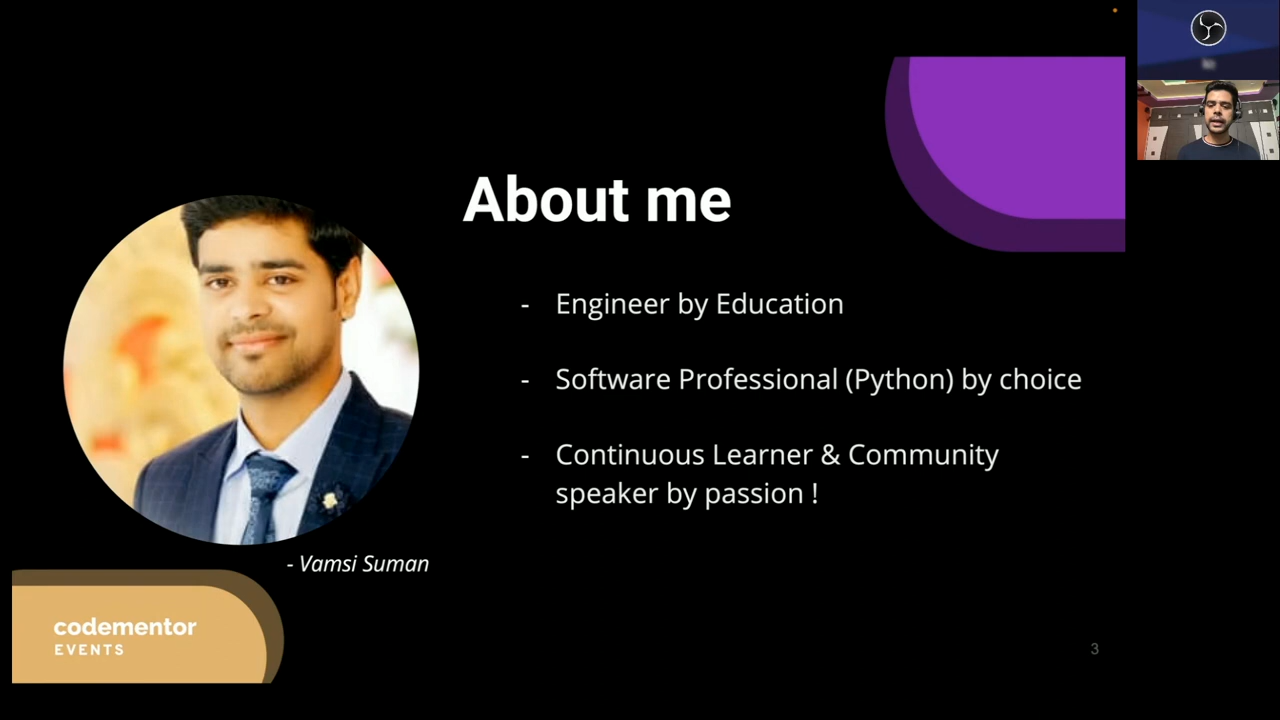 About me
- Engineer by Education
- Software Professional (Python) by choice
- Continuous Learner & Community
speaker by passion !
- Vamsi Suman
codementor
EVENTS
3